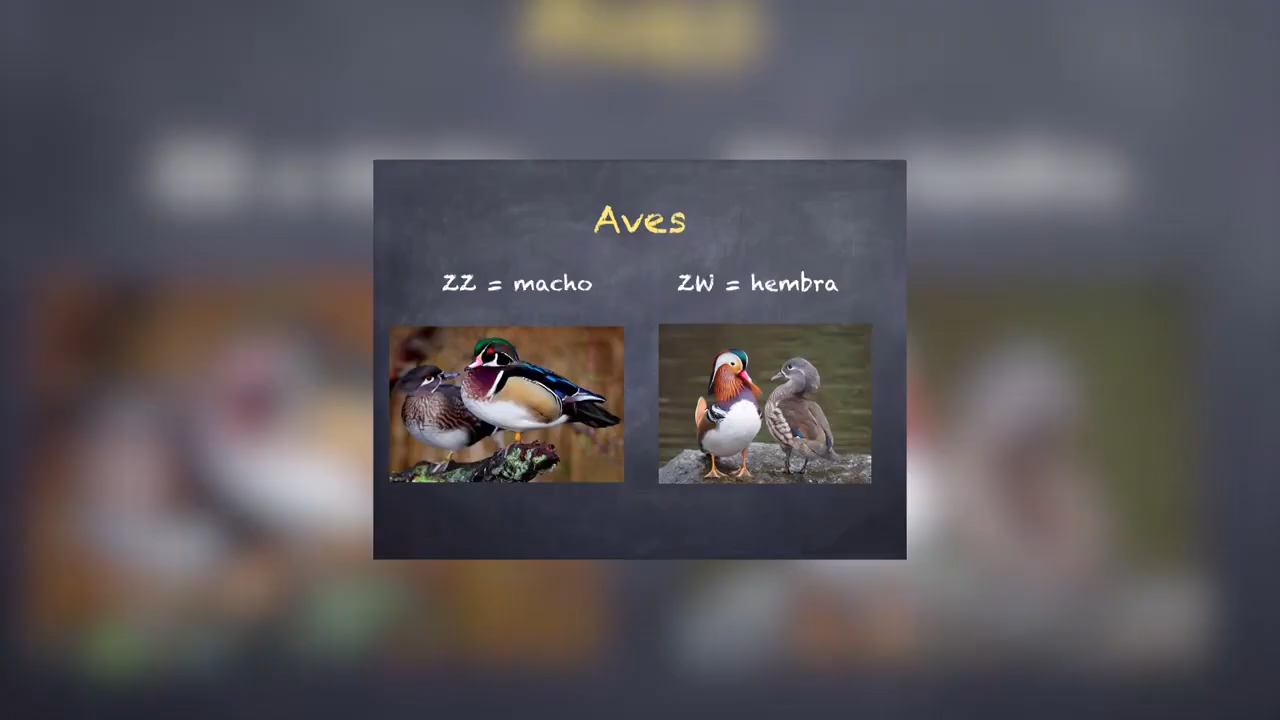 Aves
ZZ = macho
ZW = hembra